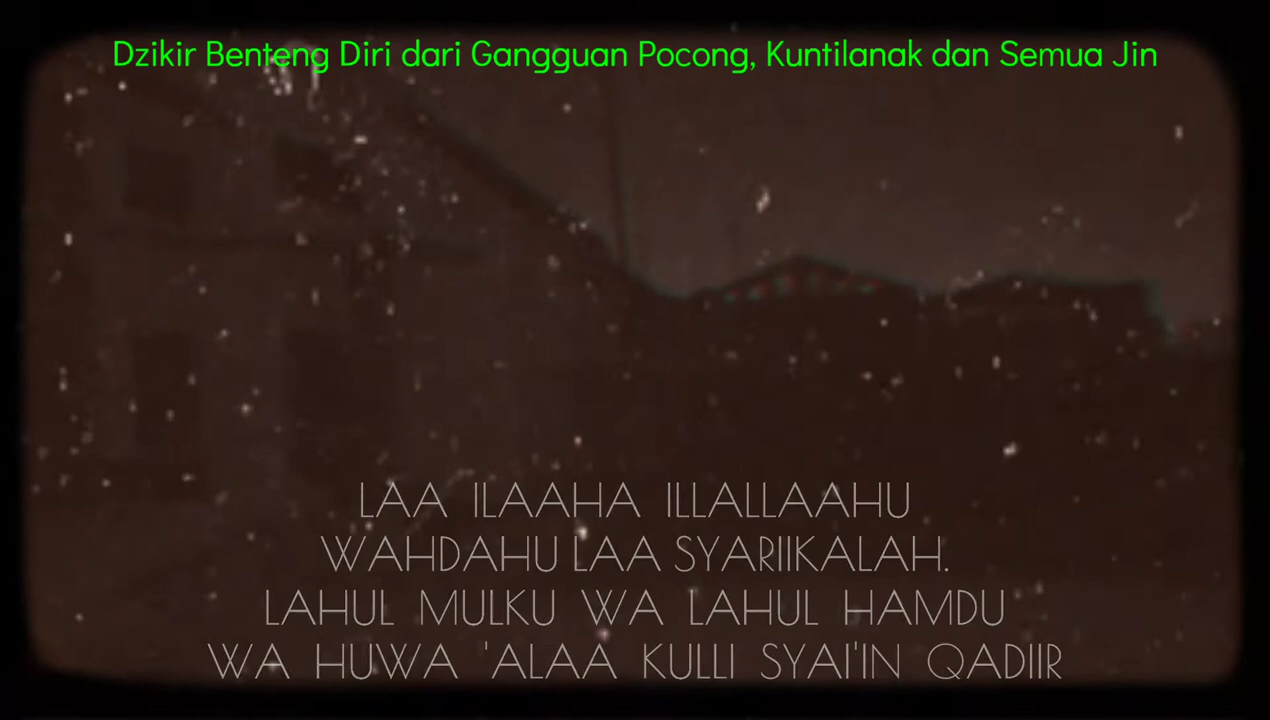 Dzikir Benteng Diri dari Gangguan Pocong, Kuntilanak dan Semua Jin
LAA ILAAHA ILLALLAAHU
WAHDAHU LAA SYARIIKALAH.
LAHUL MULKU WA LAHUL HAMDU
WA HUWA 'ALAA KULLI SYAI'IN QADIIR